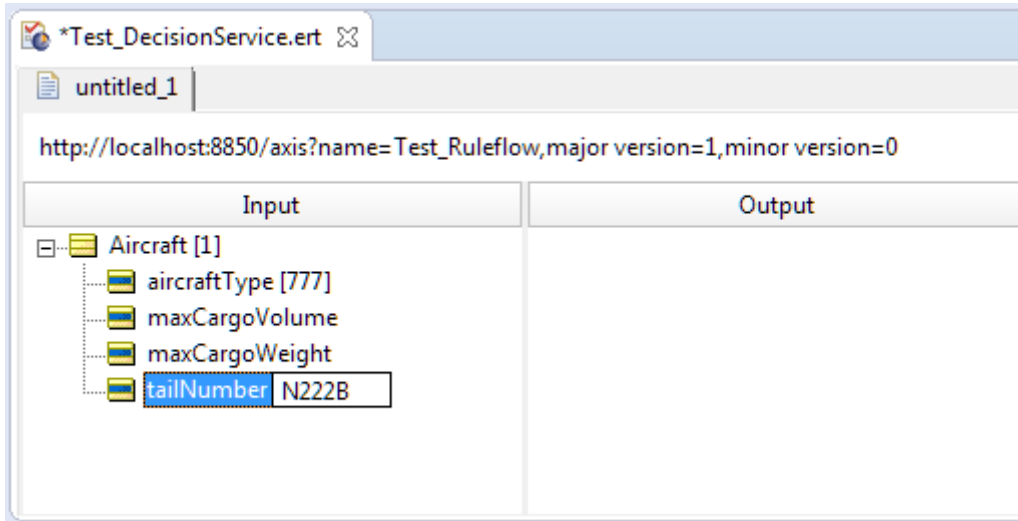 *Test_DecisionService.ert
untitled_1
http://localhost:8850/axis?name=Test_Ruleflow,major version=1,minor version=0
Input Output
Aircraft [1]
aircraftType [777]
maxCargoVolume
maxCargoWeight
tailNumber N222B